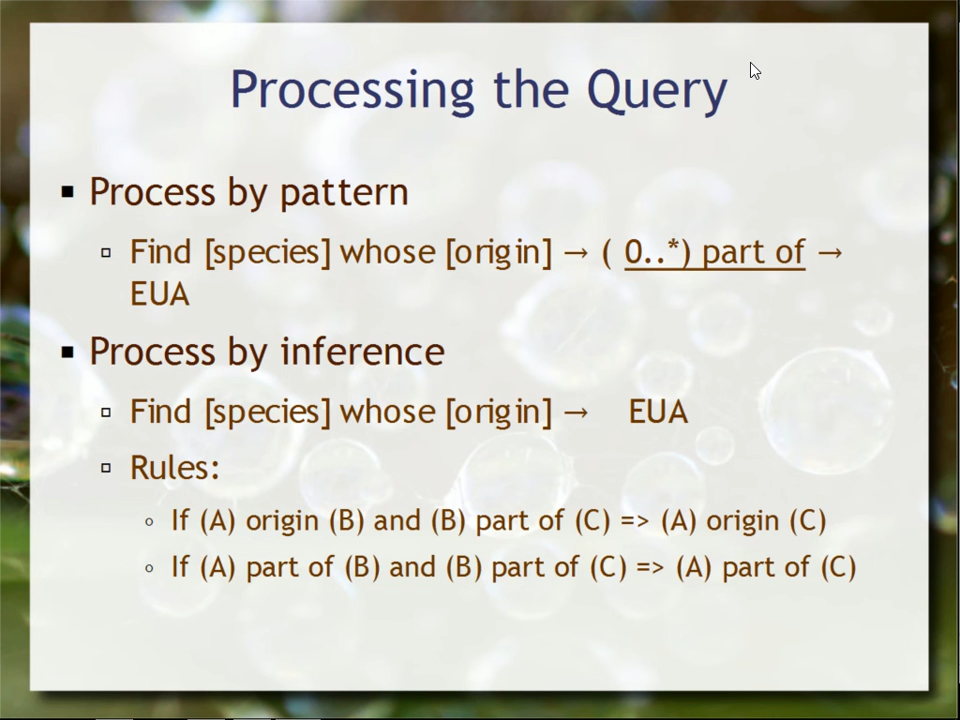 Processing the Query
Process by pattern
Find [species] whose [origin] → ( 0..*) part of →
EUA
Process by inference
Find [species] whose [origin] → EUA
Rules:
If (A) origin (B) and (B) part of (C) => (A) origin (C)
If (A) part of (B) and (B) part of (C) => (A) part of (C)